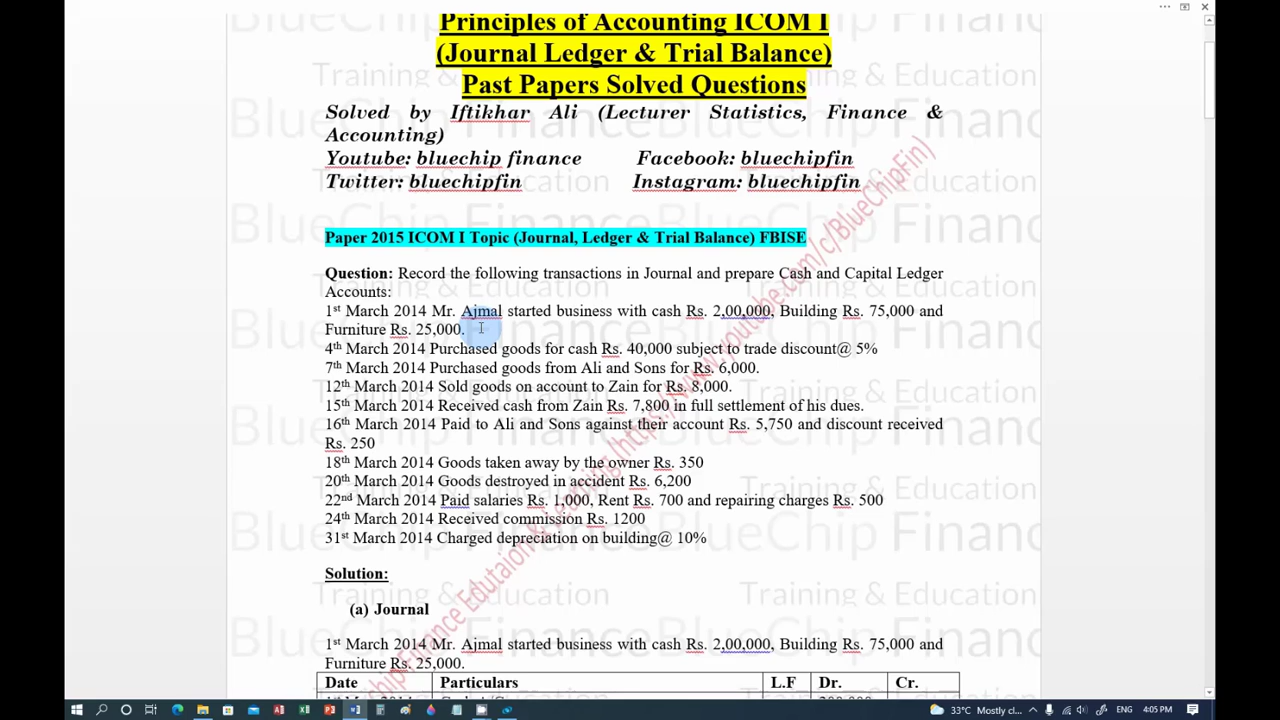 Principles of Accounting ICOM I
(Journal Ledger & Trial Balance)
Past Papers Solved Questions
Solved by Iftikhar Ali (Lecturer Statistics, Finance &
Accounting)
Youtube: bluechip finance Facebook: bluechipfin
Twitter: bluechipfin Instagram: bluechipfin
Paper 2015 ICOM I Topic (Journal, Ledger & Trial Balance) FBISE
Question: Record the following transactions in Journal and prepare Cash and Capital Ledger
Accounts:
1st March 2014 Mr. Ajmal started business with cash Rs. 2,00,000, Building Rs. 75,000 and
Furniture Rs. 25,000.
4th March 2014 Purchased goods for cash Rs. 40,000 subject to trade discount@ 5%
7th March 2014 Purchased goods from Ali and Sons for Rs. 6,000.
12th March 2014 Sold goods on account to Zain for Rs. 8,000.
15th March 2014 Received cash from Zain Rs. 7,800 in full settlement of his dues.
16th March 2014 Paid to Ali and Sons against their account Rs. 5,750 and discount received
Rs. 250
18th March 2014 Goods taken away by the owner Rs. 350
20th March 2014 Goods destroyed in accident Rs. 6,200
22nd March 2014 Paid salaries Rs. 1,000, Rent Rs. 700 and repairing charges Rs. 500
24th March 2014 Received commission Rs. 1200
31st March 2014 Charged depreciation on building@ 10%
Solution:
(a) Journal
1st March 2014 Mr. Ajmal started business with cash Rs. 2,00,000, Building Rs. 75,000 and
Furniture Rs. 25,000.
Date Particulars L.F Dr. Cr.
33°C Mostly cl... ENG 4:05 PM